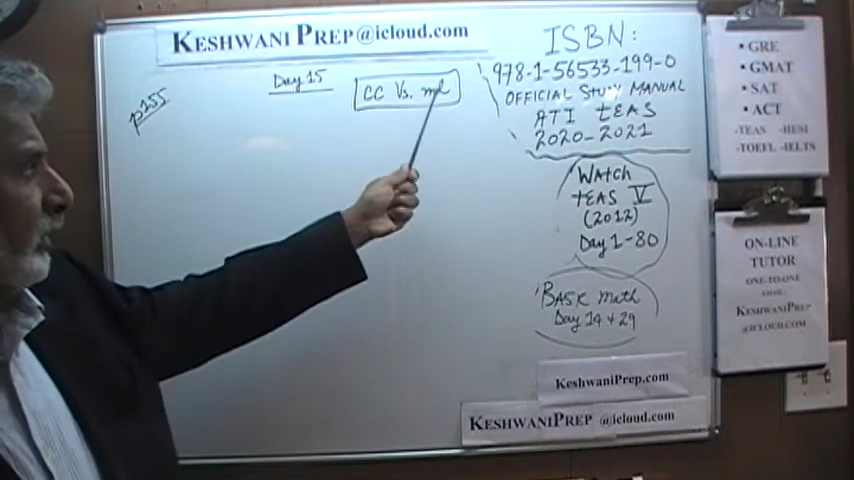 KESHWANI PREP@icloud.com
p255
Day 15
CC Vs. ml
ISBN:
978-1-56533-199-0
OFFICIAL STUDY MANUAL
ATI tEAS
2020-2021
WAtCH
tEAS V
(2012)
Day 1-80
BASIC math
Day 14 + 29
KESHWANIPREP.COM
KESHWANIPREP @icloud.com
• GRE
• GMAT
• SAT
• ACT
-TEAS -HESI
-TOEFL -IELTS
ON-LINE
TUTOR
ONE-TO-ONE
KESHWANIPREP
@ICLOUD.COM